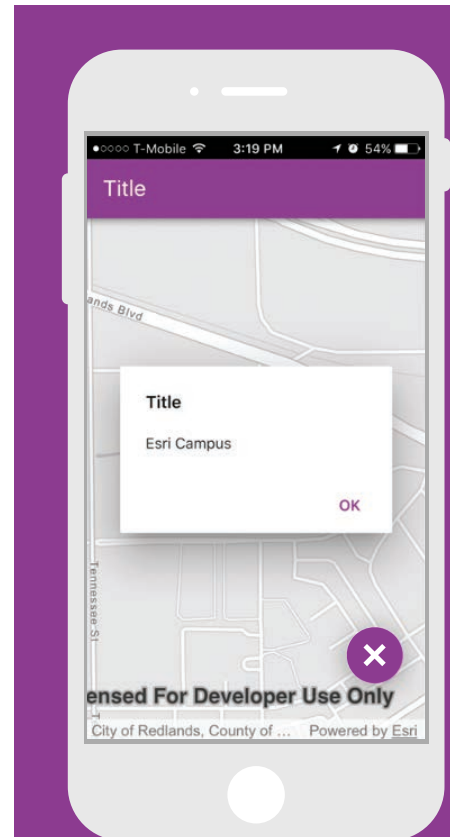 T-Mobile 3:19 PM 54%
Title
ands Blvd
Title
Esri Campus
OK
Tennessee St
T
ensed For Developer Use Only
City of Redlands, County of ... Powered by Esri